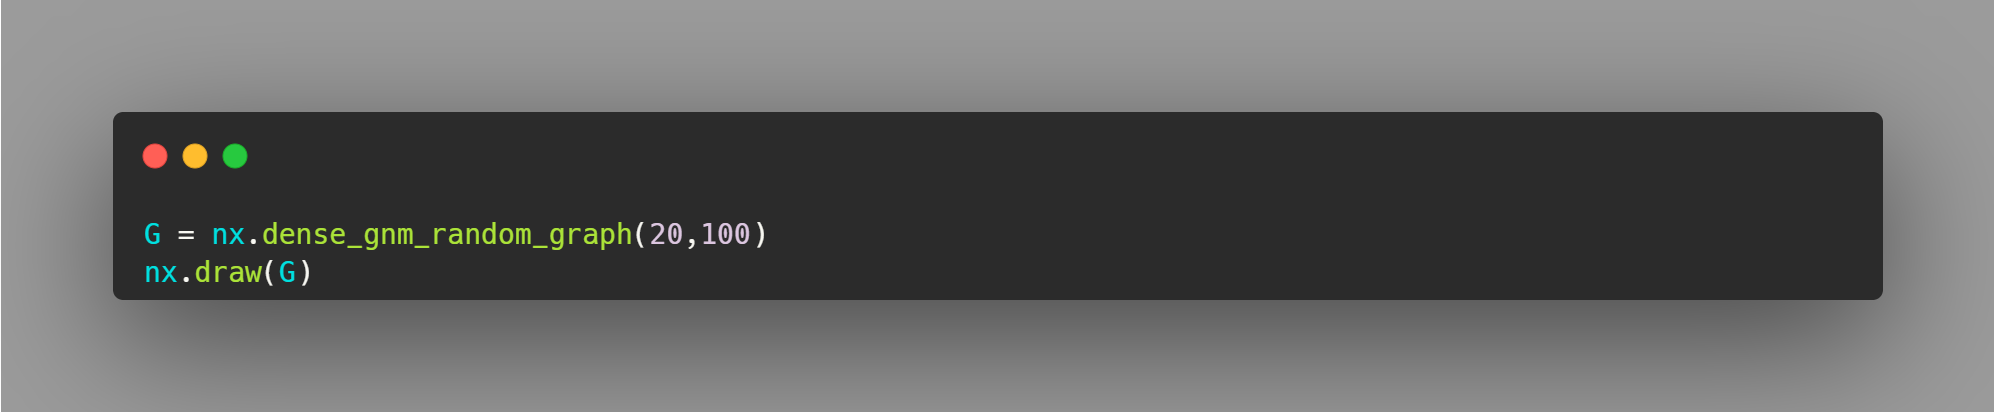 G = nx.dense_gnm_random_graph(20,100)
nx.draw(G)